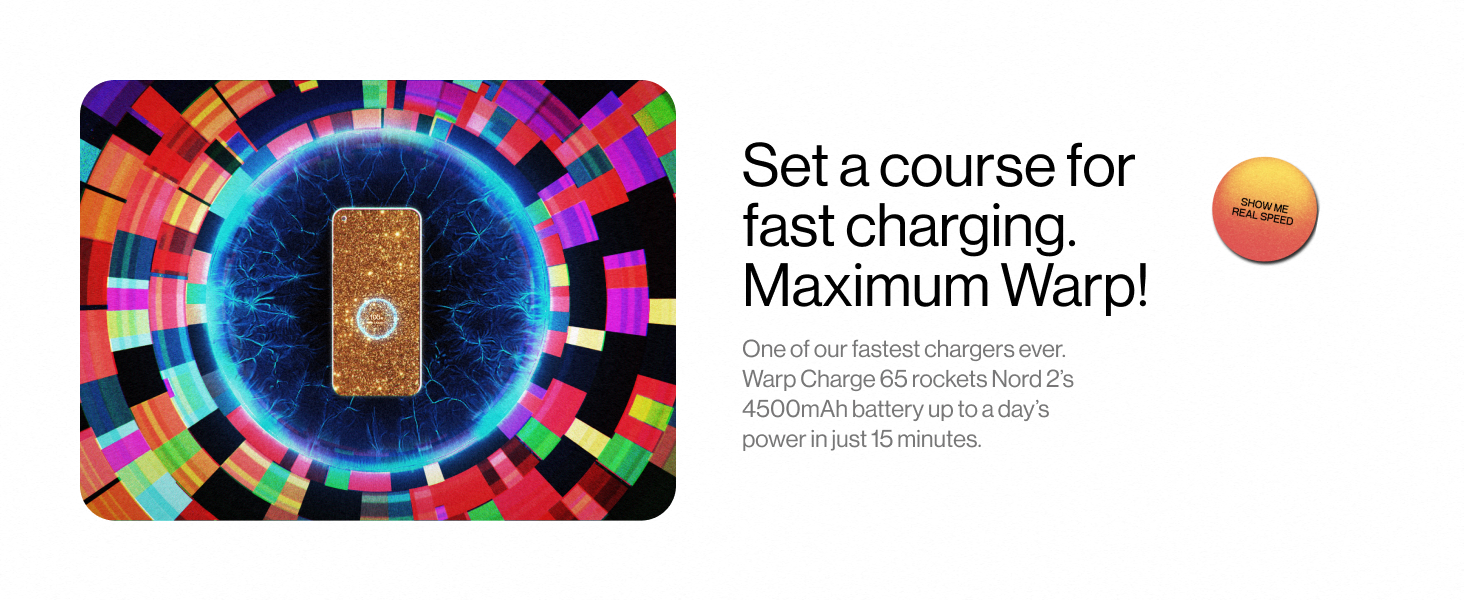 Set a course for
fast charging.
Maximum Warp!
SHOW ME
REAL SPEED
One of our fastest chargers ever.
Warp Charge 65 rockets Nord 2’s
4500mAh battery up to a day’s
power in just 15 minutes.